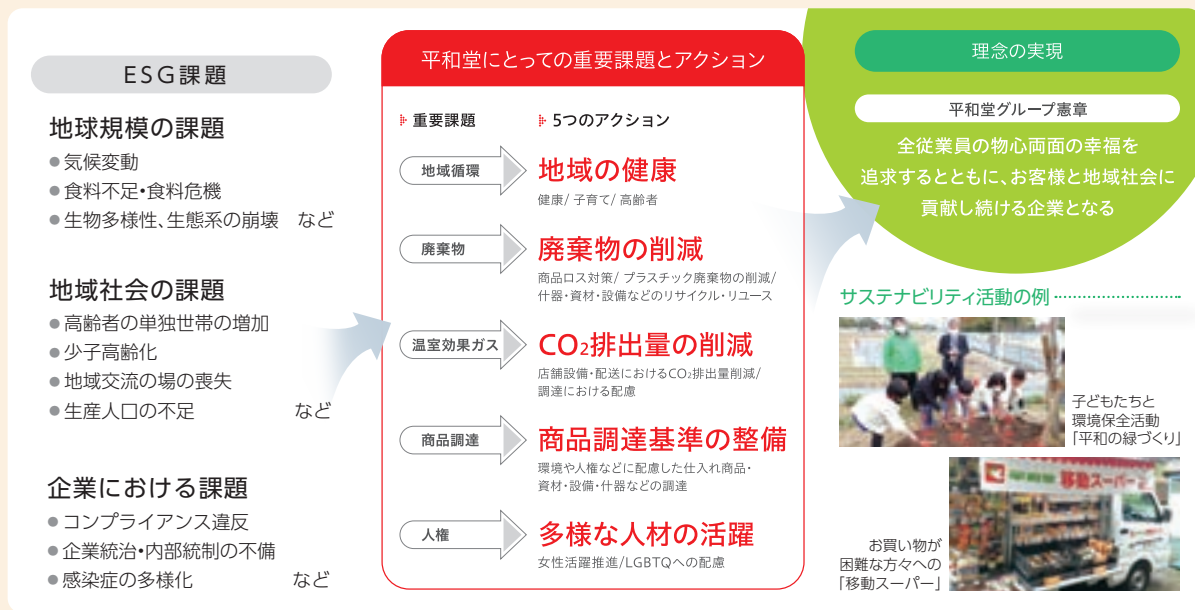 ESG課題
地球規模の課題
●気候変動
●食料不足・食料危機
●生物多様性、生態系の崩壊　など
地域社会の課題
●高齢者の単独世帯の増加
●少子高齢化
●地域交流の場の喪失
●生産人口の不足　など
企業における課題
●コンプライアンス違反
●企業統治・内部統制の不備
●感染症の多様化　など
平和堂にとっての重要課題とアクション
重要課題
5つのアクション
地域循環
地域の健康
健康/ 子育て/ 高齢者
廃棄物
廃棄物の削減
商品ロス対策/ プラスチック廃棄物の削減/
什器・資材・設備などのリサイクル・リユース
温室効果ガス
CO₂排出量の削減
店舗設備・配送におけるCO₂排出量削減/
調達における配慮
商品調達
商品調達基準の整備
環境や人権などに配慮した仕入れ商品・
資材・設備・什器などの調達
人権
多様な人材の活躍
女性活躍推進/LGBTQへの配慮
理念の実現
平和堂グループ憲章
全従業員の物心両面の幸福を
追求するとともに、お客様と地域社会に
貢献し続ける企業となる
サステナビリティ活動の例
子どもたちと
環境保全活動
「平和の緑づくり」
移動スーパー
お買い物が
困難な方々への
「移動スーパー」